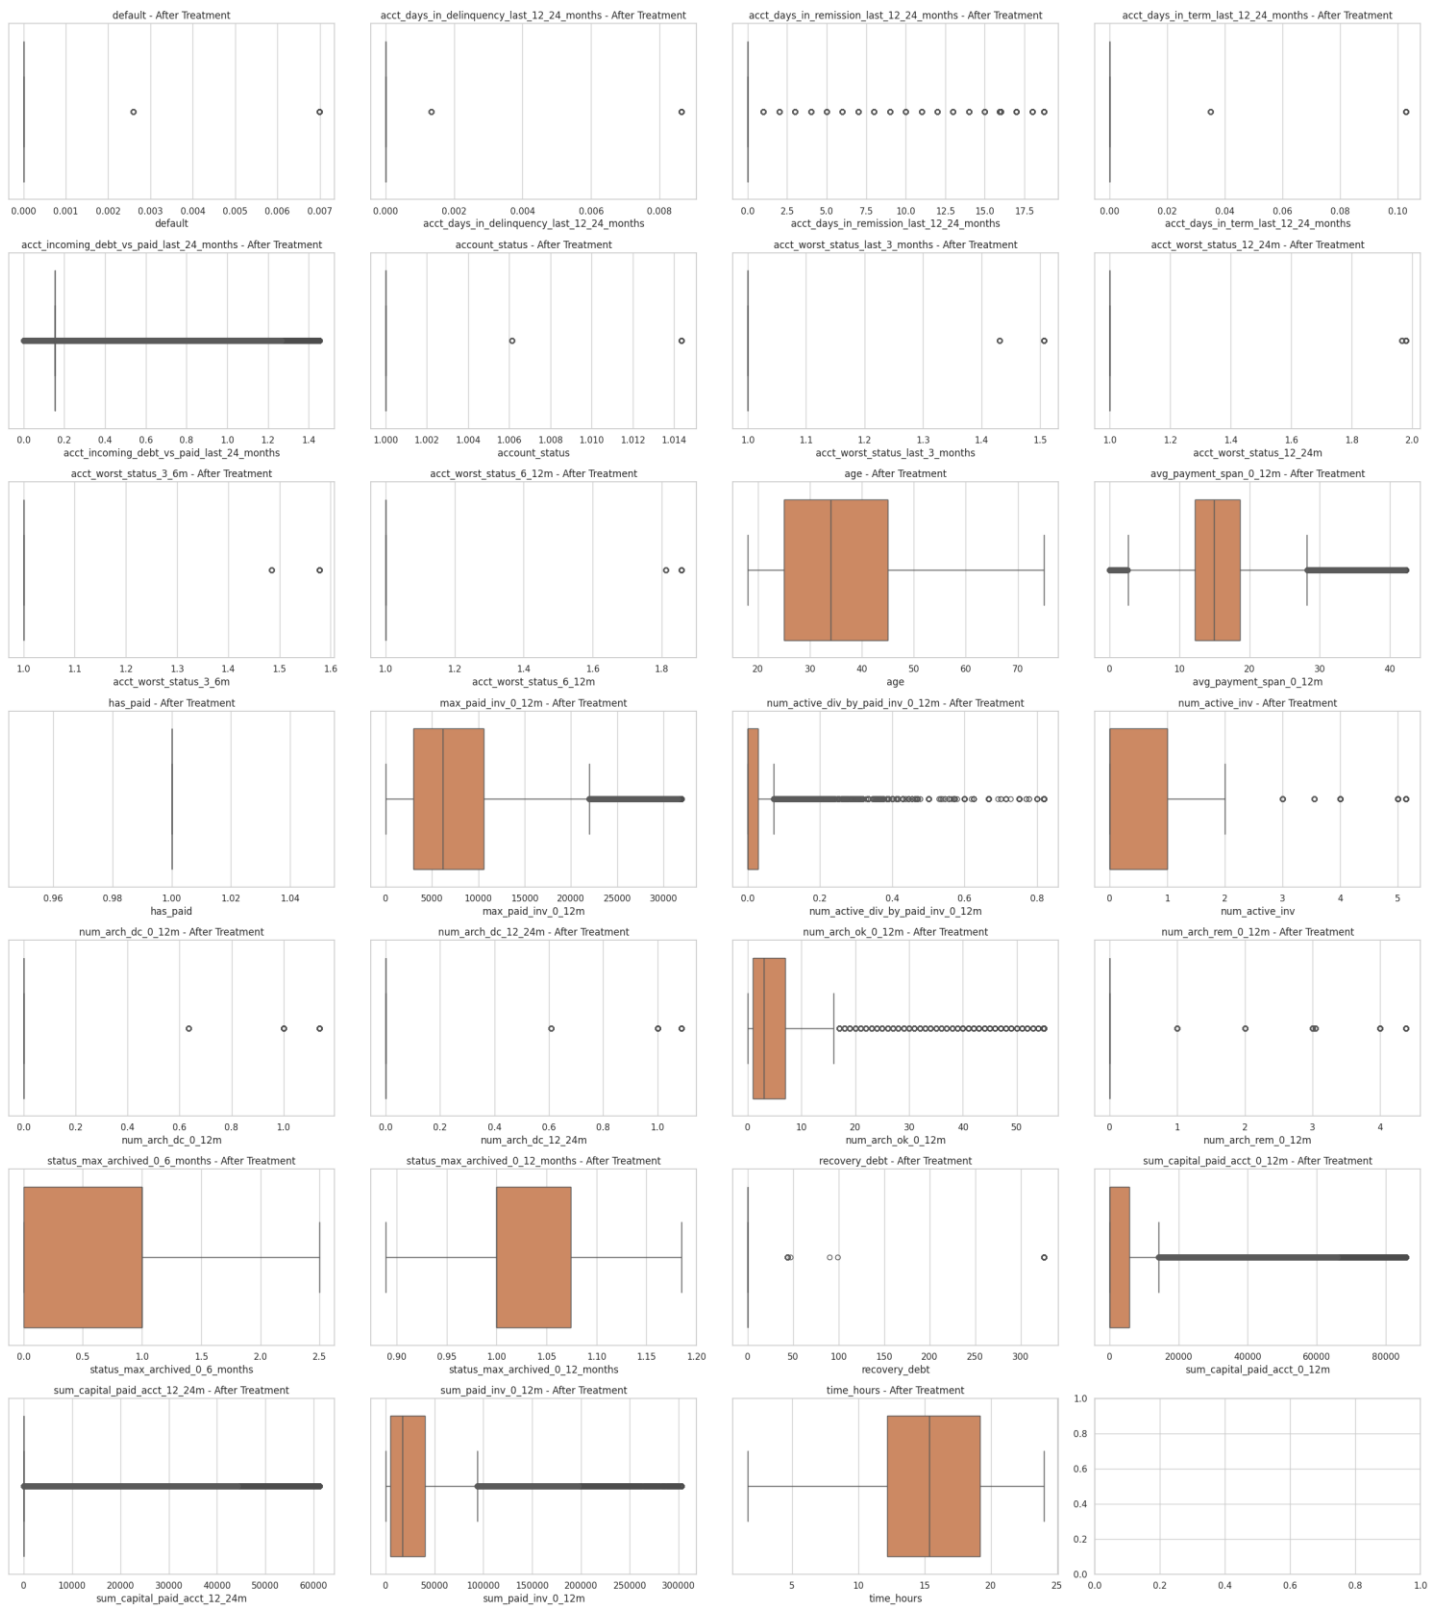 default - After Treatment
0.000 0.001 0.002 0.003 0.004 0.005 0.006 0.007
default
acct_days_in_delinquency_last_12_24_months - After Treatment
0.000 0.002 0.004 0.006 0.008
acct_days_in_delinquency_last_12_24_months
acct_days_in_remission_last_12_24_months - After Treatment
0.0 2.5 5.0 7.5 10.0 12.5 15.0 17.5
acct_days_in_remission_last_12_24_months
acct_days_in_term_last_12_24_months - After Treatment
0.00 0.02 0.04 0.06 0.08 0.10
acct_days_in_term_last_12_24_months
acct_incoming_debt_vs_paid_last_24_months - After Treatment
0.0 0.2 0.4 0.6 0.8 1.0 1.2 1.4
acct_incoming_debt_vs_paid_last_24_months
account_status - After Treatment
1.000 1.002 1.004 1.006 1.008 1.010 1.012 1.014
account_status
acct_worst_status_last_3_months - After Treatment
1.0 1.1 1.2 1.3 1.4 1.5
acct_worst_status_last_3_months
acct_worst_status_12_24m - After Treatment
1.0 1.2 1.4 1.6 1.8 2.0
acct_worst_status_12_24m
acct_worst_status_3_6m - After Treatment
1.0 1.1 1.2 1.3 1.4 1.5 1.6
acct_worst_status_3_6m
acct_worst_status_6_12m - After Treatment
1.0 1.2 1.4 1.6 1.8
acct_worst_status_6_12m
age - After Treatment
20 30 40 50 60 70
age
avg_payment_span_0_12m - After Treatment
0 10 20 30 40
avg_payment_span_0_12m
has_paid - After Treatment
0.96 0.98 1.00 1.02 1.04
has_paid
max_paid_inv_0_12m - After Treatment
0 5000 10000 15000 20000 25000 30000
max_paid_inv_0_12m
num_active_div_by_paid_inv_0_12m - After Treatment
0.0 0.2 0.4 0.6 0.8
num_active_div_by_paid_inv_0_12m
num_active_inv - After Treatment
0 1 2 3 4 5
num_active_inv
num_arch_dc_0_12m - After Treatment
0.0 0.2 0.4 0.6 0.8 1.0
num_arch_dc_0_12m
num_arch_dc_12_24m - After Treatment
0.0 0.2 0.4 0.6 0.8 1.0
num_arch_dc_12_24m
num_arch_ok_0_12m - After Treatment
0 10 20 30 40 50
num_arch_ok_0_12m
num_arch_rem_0_12m - After Treatment
0 1 2 3 4
num_arch_rem_0_12m
status_max_archived_0_6_months - After Treatment
0.0 0.5 1.0 1.5 2.0 2.5
status_max_archived_0_6_months
status_max_archived_0_12_months - After Treatment
0.90 0.95 1.00 1.05 1.10 1.15 1.20
status_max_archived_0_12_months
recovery_debt - After Treatment
0 50 100 150 200 250 300
recovery_debt
sum_capital_paid_acct_0_12m - After Treatment
0 20000 40000 60000 80000
sum_capital_paid_acct_0_12m
sum_capital_paid_acct_12_24m - After Treatment
0 10000 20000 30000 40000 50000 60000
sum_capital_paid_acct_12_24m
sum_paid_inv_0_12m - After Treatment
0 50000 100000 150000 200000 250000 300000
sum_paid_inv_0_12m
time_hours - After Treatment
5 10 15 20 25
time_hours
1.0
0.8
0.6
0.4
0.2
0.0
0.0 0.2 0.4 0.6 0.8 1.0